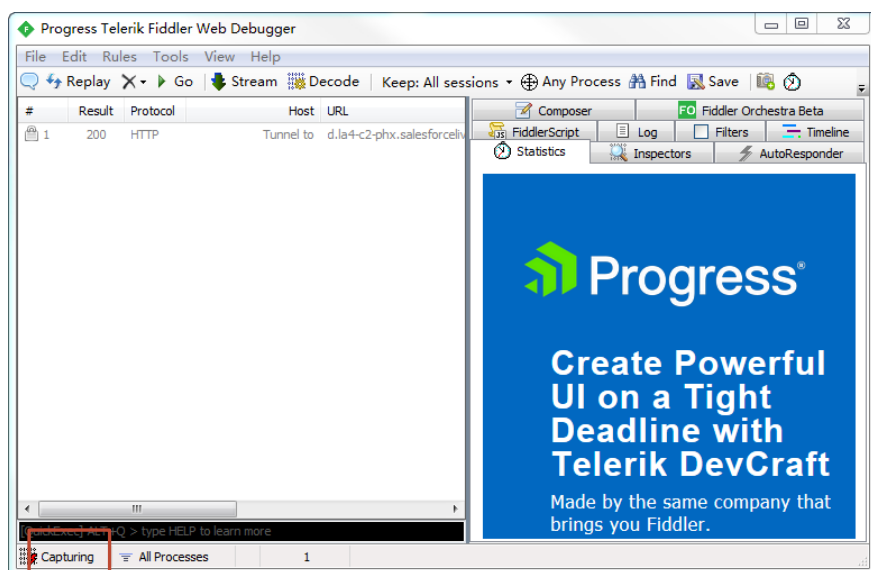 Progress Telerik Fiddler Web Debugger
File Edit Rules Tools View Help
Replay Go Stream Decode Keep: All sessions Any Process Find Save
# Result Protocol Host URL
1 200 HTTP Tunnel to d.la4-c2-phx.salesforceliv
Composer FO Fiddler Orchestra Beta
FiddlerScript Log Filters Timeline
Statistics Inspectors AutoResponder
Progress®
Create Powerful
UI on a Tight
Deadline with
Telerik DevCraft
Made by the same company that
brings you Fiddler.
[QuickExec] ALT+Q > type HELP to learn more
Capturing All Processes 1